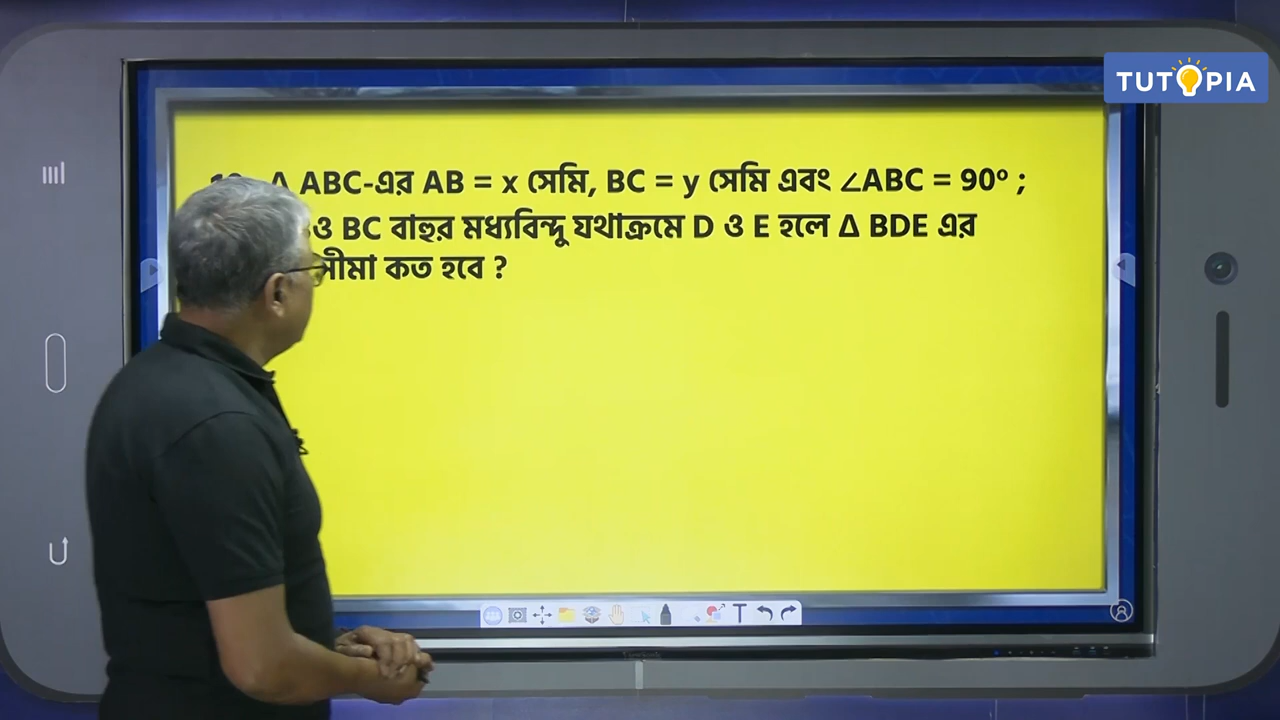 TUTOPIA
Δ ABC-এর AB = x সেমি, BC = y সেমি এবং ∠ABC = 90° ;
ও BC বাহুর মধ্যবিন্দু যথাক্রমে D ও E হলে Δ BDE এর
কত হবে ?